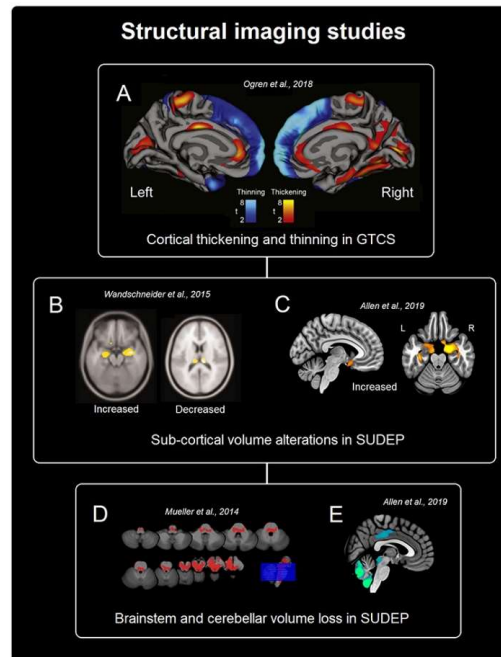 Structural imaging studies
A
Ogren et al., 2018
Left
Right
Thinning
Thickening
8
t
2
8
t
2
Cortical thickening and thinning in GTCS
B
Wandschneider et al., 2015
Increased
Decreased
C
Allen et al., 2019
L
R
Increased
Sub-cortical volume alterations in SUDEP
D
Mueller et al., 2014
E
Allen et al., 2019
Brainstem and cerebellar volume loss in SUDEP